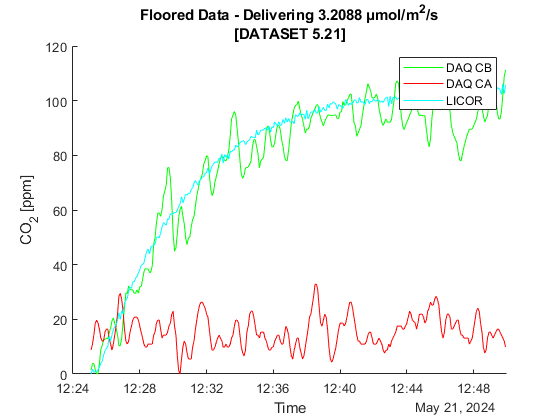 Floored Data - Delivering 3.2088 µmol/m²/s
[DATASET 5.21]
DAQ CB
DAQ CA
LICOR
CO₂ [ppm]
120
100
80
60
40
20
0
12:24 12:28 12:32 12:36 12:40 12:44 12:48
Time
May 21, 2024